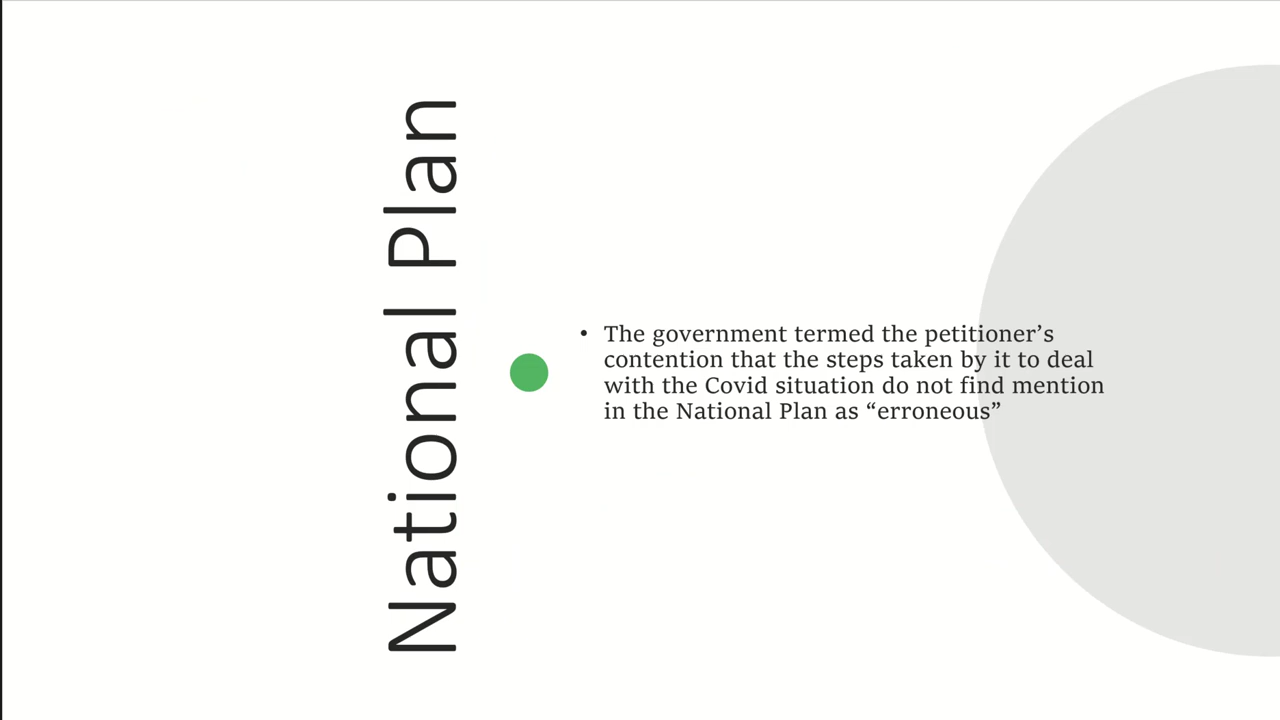 National Plan
• The government termed the petitioner’s
contention that the steps taken by it to deal
with the Covid situation do not find mention
in the National Plan as “erroneous”